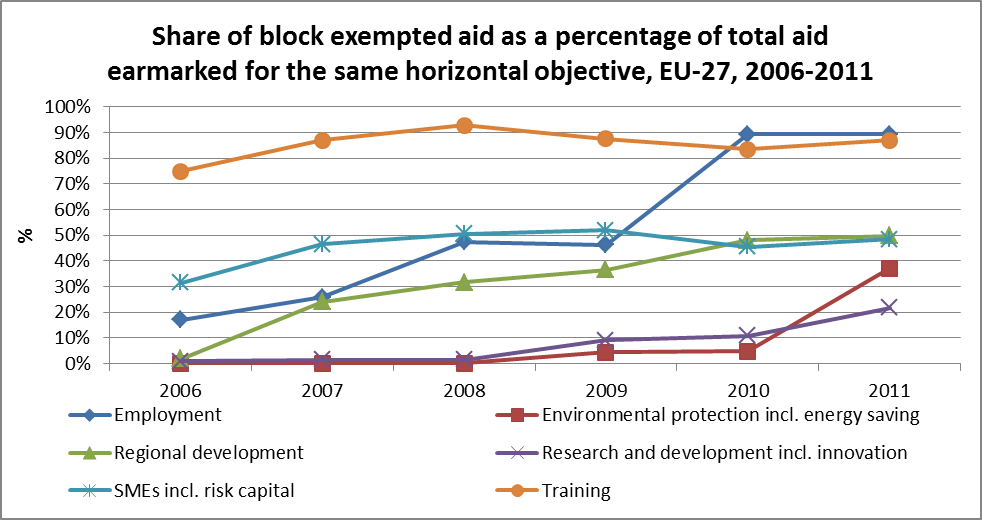 Share of block exempted aid as a percentage of total aid
earmarked for the same horizontal objective, EU-27, 2006-2011
100%
90%
80%
70%
60%
50%
40%
30%
20%
10%
0%
%
2006 2007 2008 2009 2010 2011
Employment Environmental protection incl. energy saving
Regional development Research and development incl. innovation
SMEs incl. risk capital Training